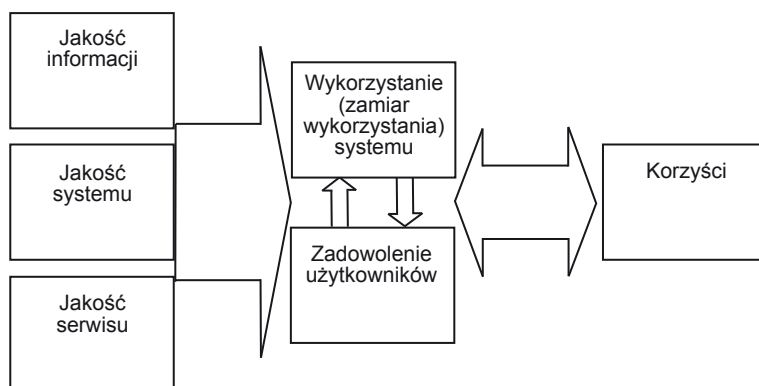 Jakość
informacji
Jakość
systemu
Jakość
serwisu
Wykorzystanie
(zamiar
wykorzystania)
systemu
Zadowolenie
użytkowników
Korzyści